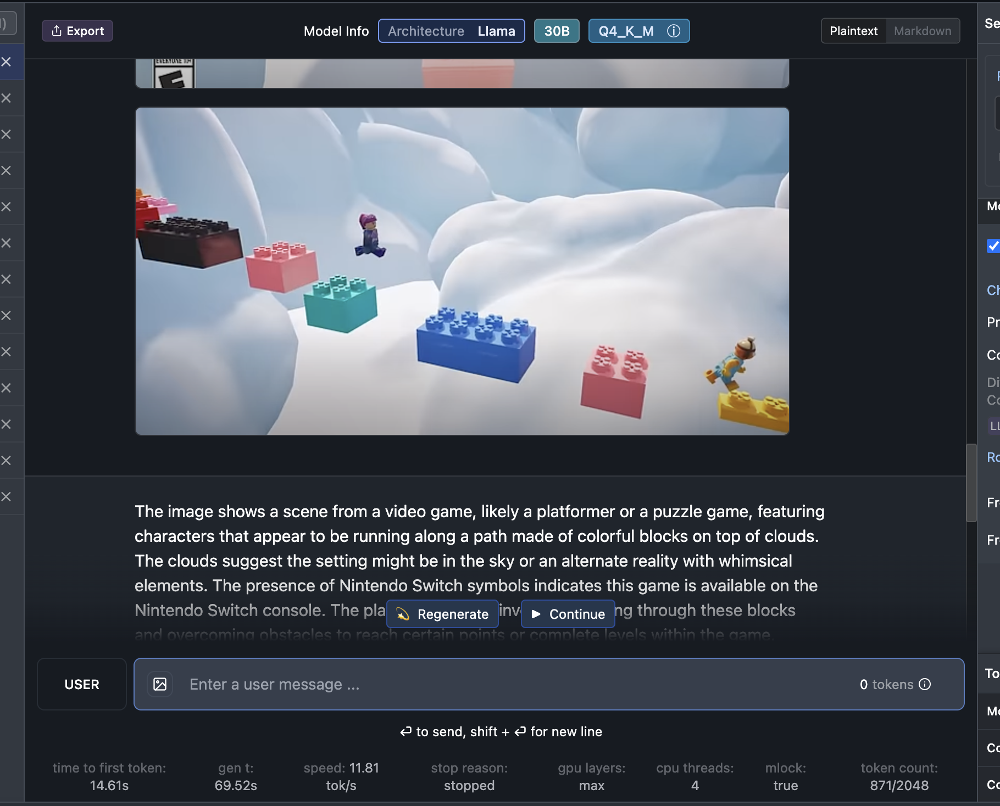 Export
Model Info
Architecture Llama
30B
Q4_K_M
Plaintext
Markdown
EVERYONE 10+
E
The image shows a scene from a video game, likely a platformer or a puzzle game, featuring
characters that appear to be running along a path made of colorful blocks on top of clouds.
The clouds suggest the setting might be in the sky or an alternate reality with whimsical
elements. The presence of Nintendo Switch symbols indicates this game is available on the
Nintendo Switch console. The pla
Regenerate
inv
Continue
ng through these blocks
and overcoming obstacles to reach certain points or complete levels within the game.
USER
Enter a user message ...
0 tokens
⏎ to send, shift + ⏎ for new line
time to first token:
14.61s
gen t:
69.52s
speed: 11.81
tok/s
stop reason:
stopped
gpu layers:
max
cpu threads:
4
mlock:
true
token count:
871/2048
Se
Me
Ch
Pr
Co
Di
Co
LL
Ro
Fr
Fr
To
Me
Co
Co